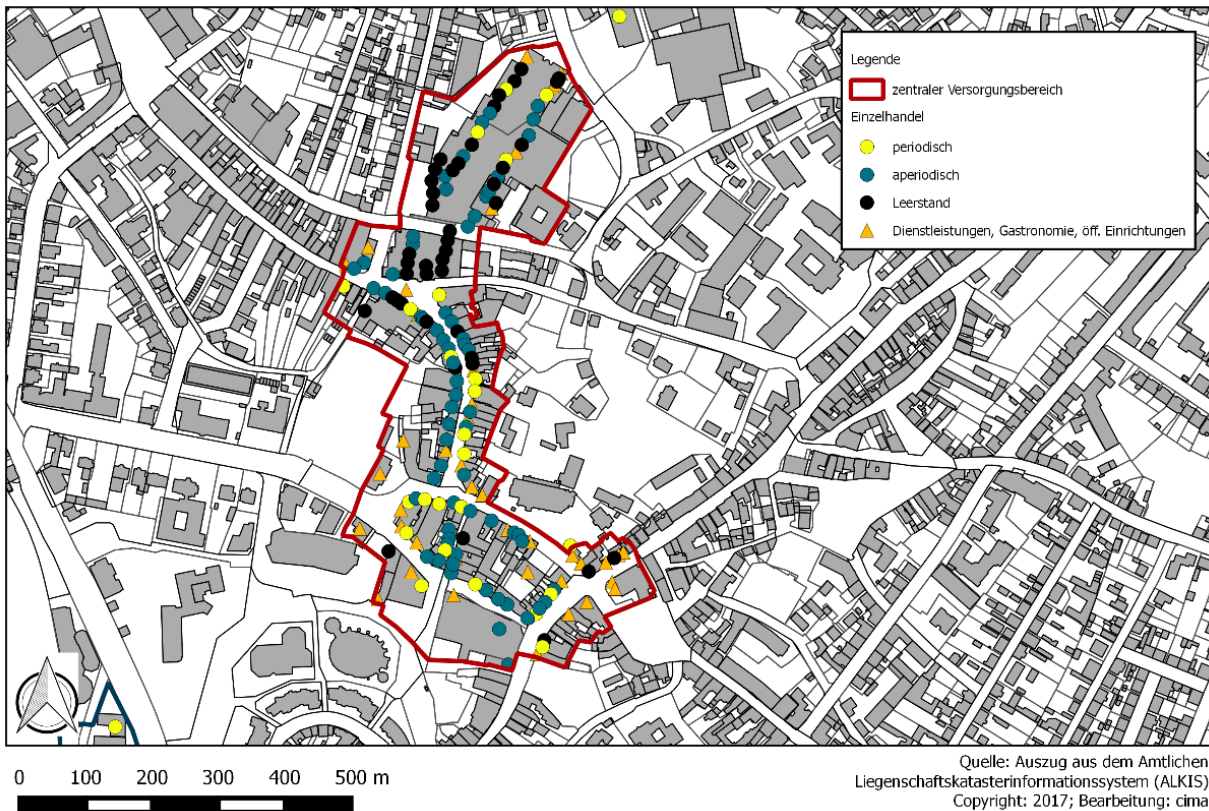 Legende
zentraler Versorgungsbereich
Einzelhandel
periodisch
aperiodisch
Leerstand
Dienstleistungen, Gastronomie, öff. Einrichtungen
0 100 200 300 400 500 m
Quelle: Auszug aus dem Amtlichen
Liegenschaftskatasterinformationssystem (ALKIS)
Copyright: 2017; Bearbeitung: cima